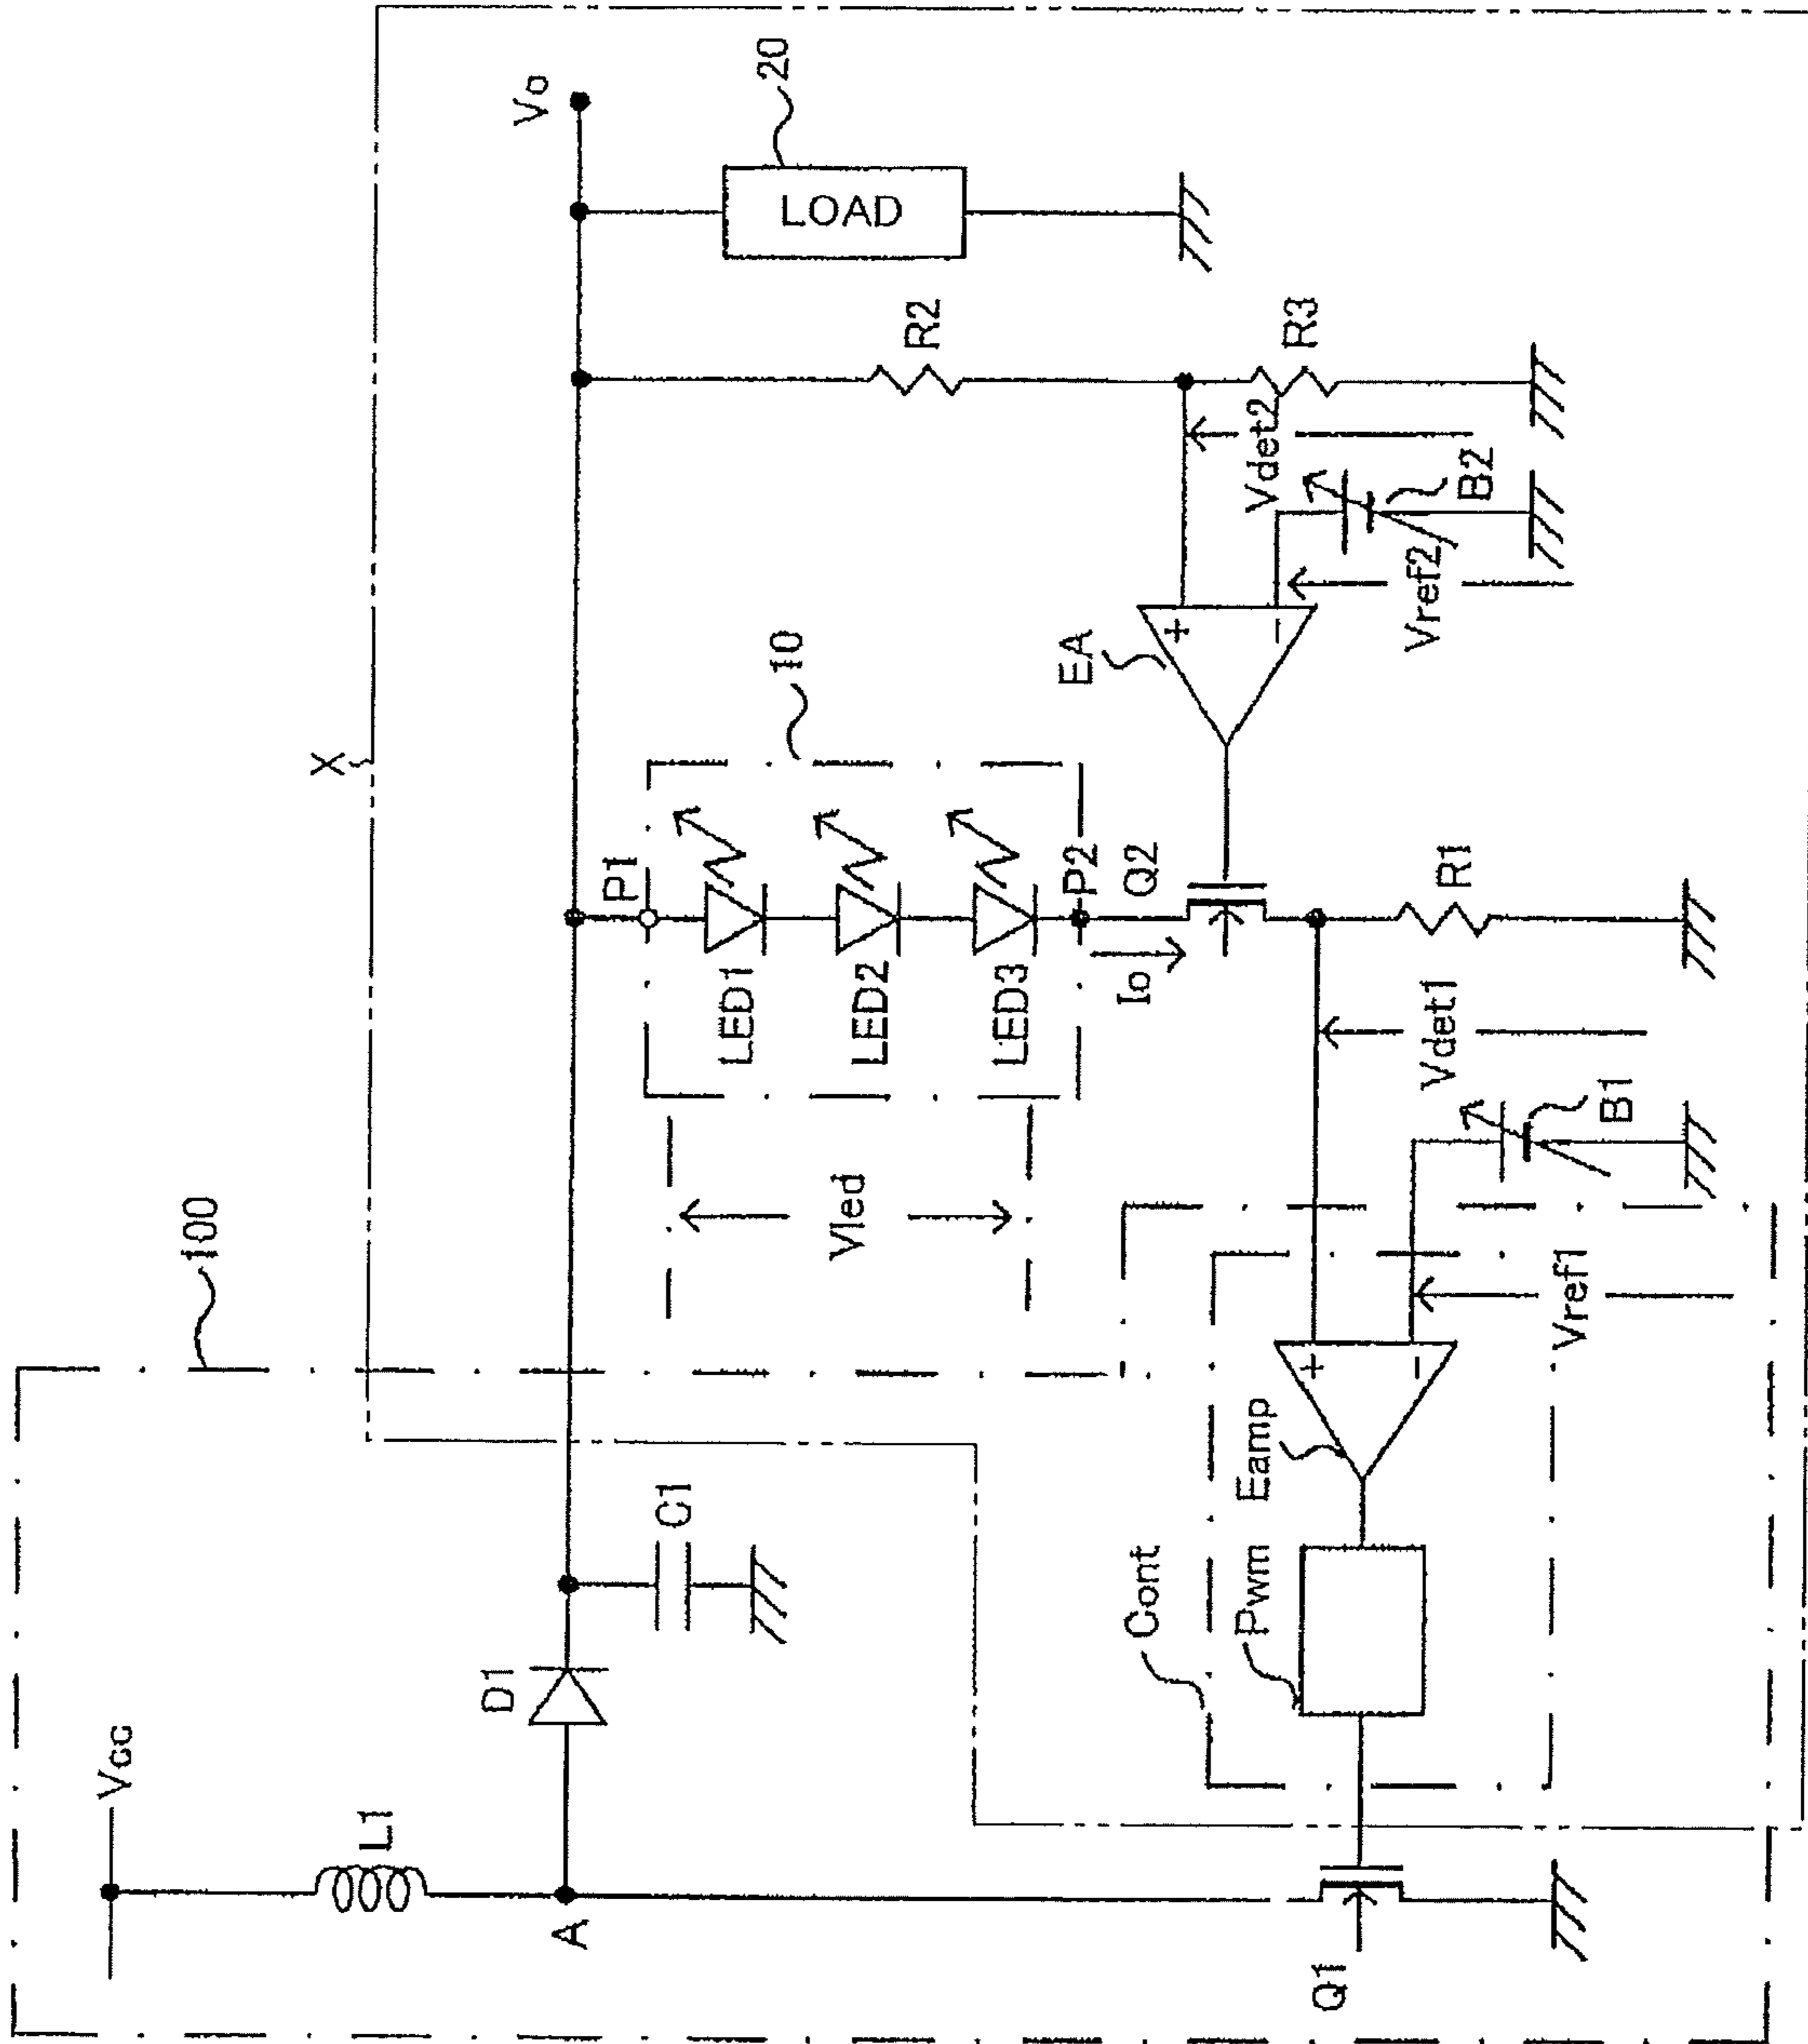 100
Vcc
L1
A
D1
C1
X
Vo
20
LOAD
R2
R3
Vdet2
B2
Vref2
EA
10
P1
LED1
LED2
LED3
P2
Q2
Io
Vled
R1
Vdet1
B1
Vref1
Eamp
Pwm
Cont
Q1
+
-
+
-